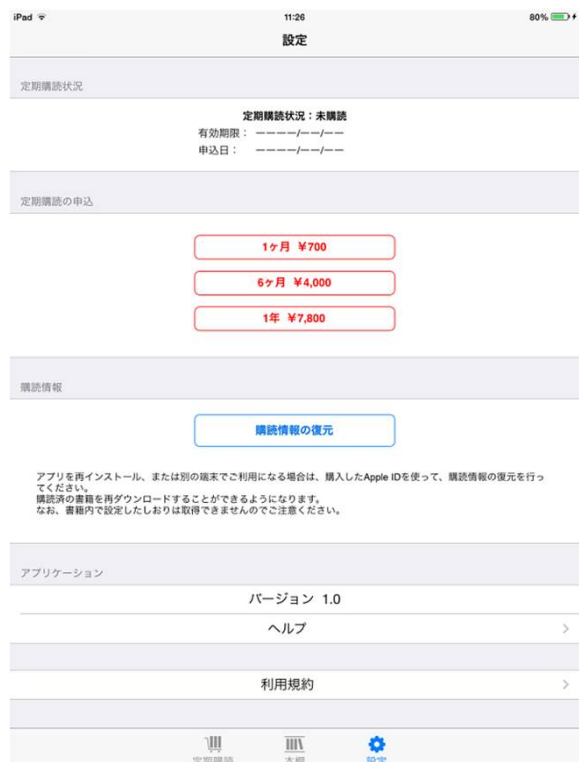 iPad 11:26 80%
設定
定期購読状況
定期購読状況：未購読
有効期限： ーーーー/ーー/ーー
申込日： ーーーー/ーー/ーー
定期購読の申込
1ヶ月 ¥700
6ヶ月 ¥4,000
1年 ¥7,800
購読情報
購読情報の復元
アプリを再インストール、または別の端末でご利用になる場合は、購入したApple IDを使って、購読情報の復元を行っ
てください。
購読済の書籍を再ダウンロードすることができるようになります。
なお、書籍内で設定したしおりは取得できませんのでご注意ください。
アプリケーション
バージョン 1.0
ヘルプ
利用規約
定期購読 本棚 設定